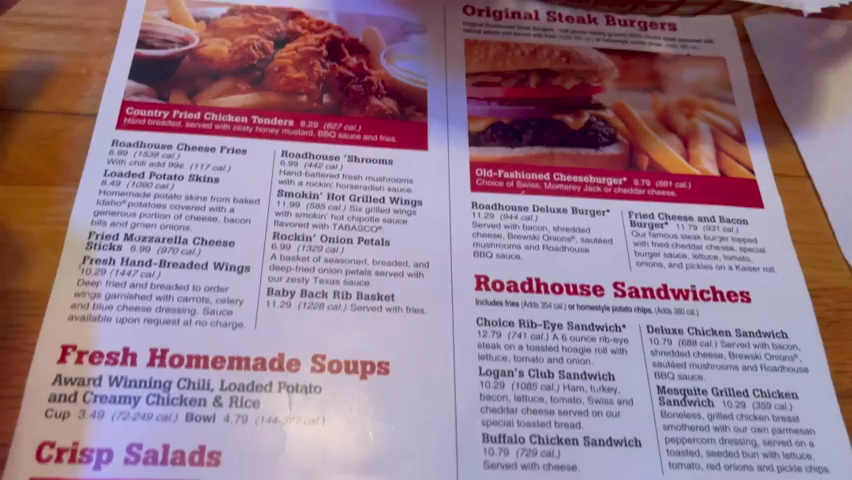 Country Fried Chicken Tenders 8.29 (827 cal.)
Hand breaded, served with zesty honey mustard, BBQ sauce and fries.
Roadhouse Cheese Fries
6.99 (1538 cal.)
With chili add 99¢. (117 cal.)
Loaded Potato Skins
8.49 (1090 cal.)
Homemade potato skins from baked
Idaho® potatoes covered with a
generous portion of cheese, bacon
bits and green onions.
Fried Mozzarella Cheese
Sticks 6.99 (970 cal.)
Fresh Hand-Breaded Wings
10.29 (1447 cal.)
Deep fried and breaded to order
wings garnished with carrots, celery
and blue cheese dressing. Sauce
available upon request at no charge.
Roadhouse 'Shrooms
6.99 (442 cal.)
Hand-battered fresh mushrooms
with a rockin' horseradish sauce.
Smokin' Hot Grilled Wings
11.99 (585 cal.) Six grilled wings
with smokin' hot chipotle sauce
flavored with TABASCO®.
Rockin' Onion Petals
6.99 (1329 cal.)
A basket of seasoned, breaded, and
deep-fried onion petals served with
our zesty Texas sauce.
Baby Back Rib Basket
11.29 (1228 cal.) Served with fries.
Fresh Homemade Soups
Award Winning Chili, Loaded Potato
and Creamy Chicken & Rice
Cup 3.49 (72-249 cal.) Bowl 4.79 (144- cal.)
Crisp Salads
Original Steak Burgers
Old-Fashioned Cheeseburger* 9.79 (891 cal.)
Choice of Swiss, Monterey Jack or cheddar cheese.
Roadhouse Deluxe Burger*
11.29 (944 cal.)
Served with bacon, shredded
cheese, Brewski Onions®, sautéed
mushrooms and Roadhouse
BBQ sauce.
Fried Cheese and Bacon
Burger* 11.79 (931 cal.)
Our famous steak burger topped
with fried cheddar cheese, special
burger sauce, lettuce, tomato,
onions, and pickles on a Kaiser roll.
Roadhouse Sandwiches
Includes fries (Adds 354 cal.) or homestyle potato chips. (Adds 380 cal.)
Choice Rib-Eye Sandwich*
12.79 (741 cal.) A 6 ounce rib-eye
steak on a toasted hoagie roll with
lettuce, tomato and onion.
Logan's Club Sandwich
10.29 (1085 cal.) Ham, turkey,
bacon, lettuce, tomato, Swiss and
cheddar cheese served on our
special toasted bread.
Buffalo Chicken Sandwich
10.79 (729 cal.)
Served with cheese.
Deluxe Chicken Sandwich
10.79 (688 cal.) Served with bacon,
shredded cheese, Brewski Onions®,
sautéed mushrooms and Roadhouse
BBQ sauce.
Mesquite Grilled Chicken
Sandwich 10.29 (359 cal.)
Boneless, grilled chicken breast
smothered with our own parmesan
peppercorn dressing, served on a
toasted, seeded bun with lettuce,
tomato, red onions and pickle chips.